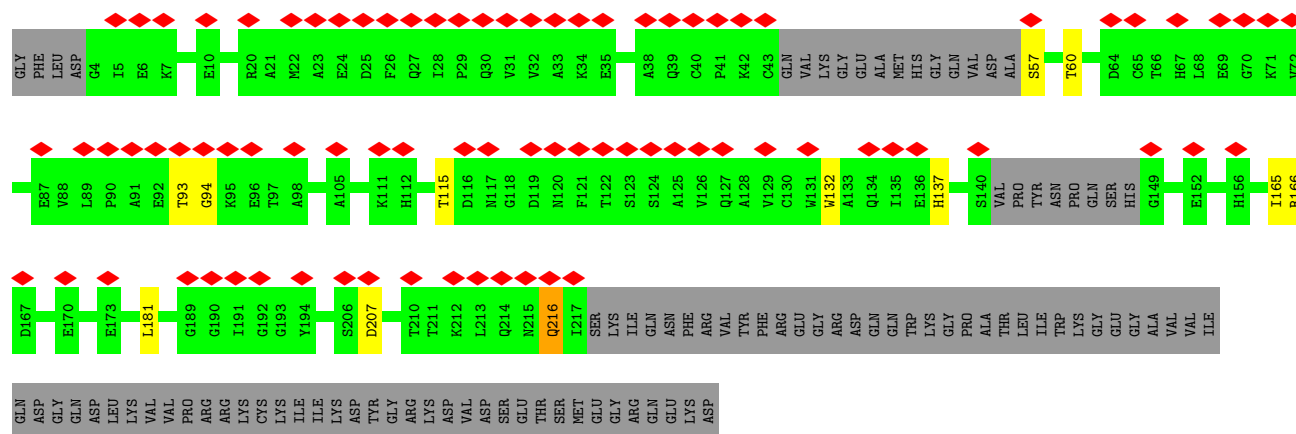 GLY PHE LEU ASP G4 I5 E6 K7 E10 R20 A21 M22 A23 E24 D25 F26 Q27 I28 P29 Q30 V31 V32 A33 K34 E35 A38 Q39 C40 P41 K42 C43 GLN VAL LYS GLY GLU ALA MET HIS GLY GLN VAL ASP ALA S57 T60 D64 C65 T66 H67 L68 E69 G70 K71 V72
E87 V88 L89 P90 A91 E92 T93 G94 K95 E96 T97 A98 A105 K111 H112 T115 D116 N117 G118 D119 N120 F121 T122 S123 S124 A125 V126 Q127 A128 V129 C130 W131 W132 A133 Q134 I135 E136 H137 S140 VAL PRO TYR ASN PRO GLN SER HIS G149 E152 H156 I165 R166
D167 E170 E173 L181 G189 G190 I191 G192 G193 Y194 S206 D207 T210 T211 K212 L213 Q214 N215 Q216 I217 SER LYS ILE GLN ASN PHE ARG VAL TYR PHE ARG GLU GLY ARG ASP GLN GLN TRP LYS GLY PRO ALA THR LEU ILE TRP LYS GLY GLU GLY ALA VAL VAL ILE
GLN ASP GLY GLN ASP LEU LYS VAL VAL PRO ARG ARG LYS CYS LYS ILE ILE LYS ASP TYR GLY ARG LYS ASP VAL ASP SER GLU THR SER MET GLU GLY ARG GLN GLU LYS ASP